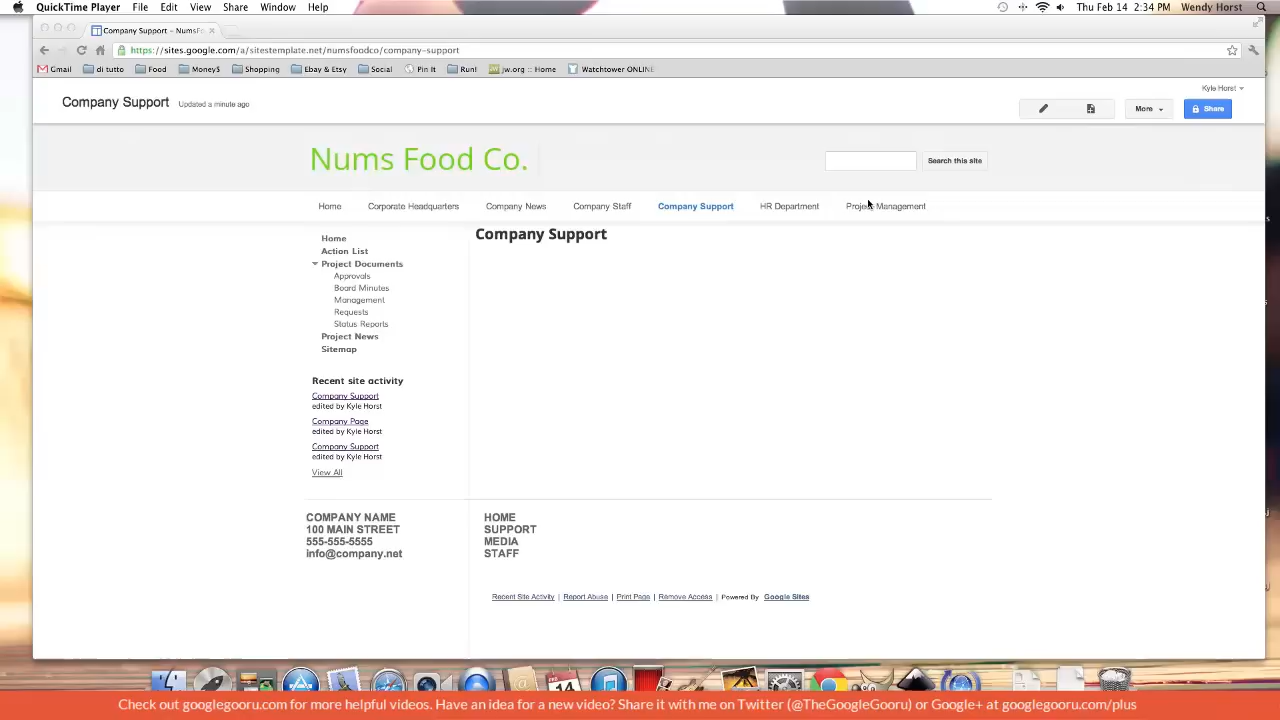 QuickTime Player File Edit View Share Window Help Thu Feb 14 2:34 PM Wendy Horst
Company Support - NumsFo
https://sites.google.com/a/sitestemplate.net/numsfoodco/company-support
Gmail di tutto Food Money$ Shopping Ebay & Etsy Social Pin It Run! jw.org :: Home Watchtower ONLINE
Kyle Horst
Company Support Updated a minute ago More Share
Nums Food Co. Search this site
Home Corporate Headquarters Company News Company Staff Company Support HR Department Project Management
Company Support
Home
Action List
Project Documents
Approvals
Board Minutes
Management
Requests
Status Reports
Project News
Sitemap
Recent site activity
Company Support
edited by Kyle Horst
Company Page
edited by Kyle Horst
Company Support
edited by Kyle Horst
View All
COMPANY NAME
100 MAIN STREET
555-555-5555
info@company.net
HOME
SUPPORT
MEDIA
STAFF
Recent Site Activity | Report Abuse | Print Page | Remove Access | Powered By Google Sites
14
Check out googlegooru.com for more helpful videos. Have an idea for a new video? Share it with me on Twitter (@TheGoogleGooru) or Google+ at googlegooru.com/plus